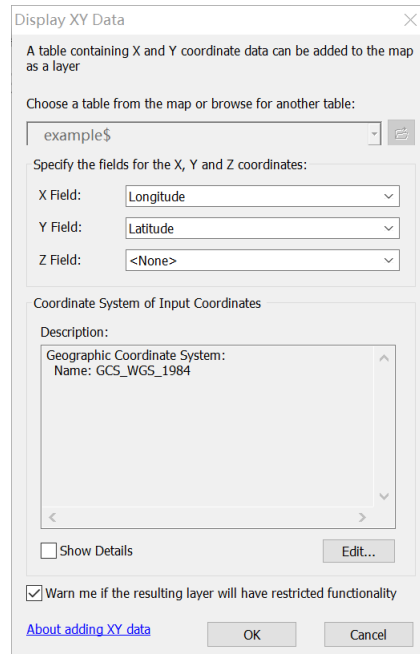 Display XY Data
A table containing X and Y coordinate data can be added to the map
as a layer
Choose a table from the map or browse for another table:
example$
Specify the fields for the X, Y and Z coordinates:
X Field:
Longitude
Y Field:
Latitude
Z Field:
<None>
Coordinate System of Input Coordinates
Description:
Geographic Coordinate System:
Name: GCS_WGS_1984
Show Details
Edit...
Warn me if the resulting layer will have restricted functionality
About adding XY data
OK
Cancel